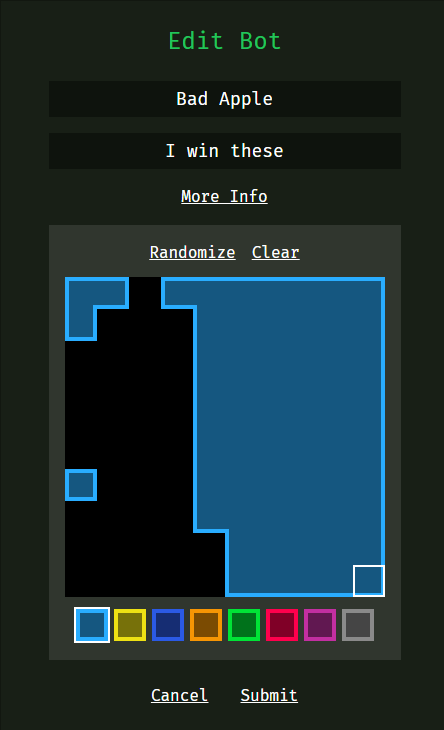 Edit Bot
Bad Apple
I win these
More Info
Randomize Clear
Cancel Submit